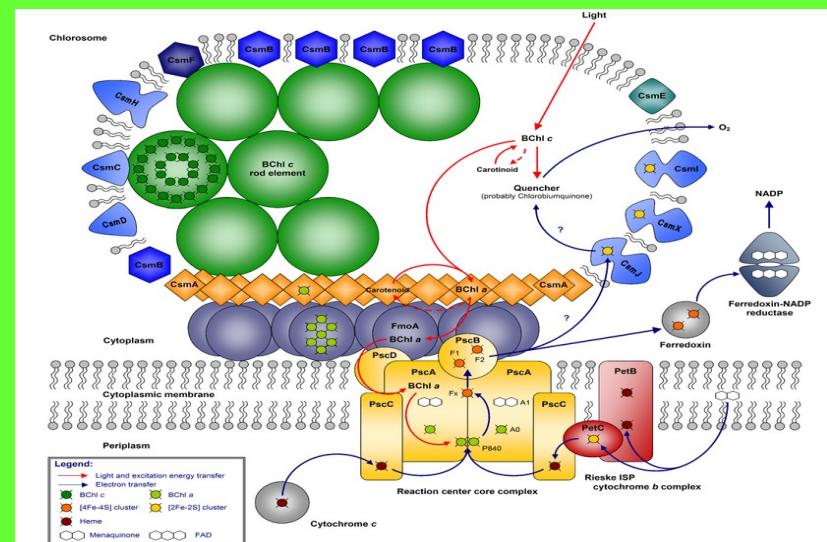 Light
Chlorosome
CsmB
CsmB
CsmB
CsmB
CsmF
CsmH
CsmE
O₂
BChl c
Carotinoid
CsmC
BChl c
rod element
CsmI
Quencher
(probably Chlorobiumquinone)
NADP
CsmD
CsmX
?
CsmB
CsmJ
CsmA
Carotenoid
BChl a
CsmA
Ferredoxin-NADP
reductase
FmoA
BChl a
?
Cytoplasm
PscB
Ferredoxin
PscD
F1
F2
PscA
PscA
PetB
BChl a
Cytoplasmic membrane
Fx
PscC
A1
PscC
A0
PetC
Periplasm
P840
Legend:
Light and excitation energy transfer
Electron transfer
BChl c
BChl a
[4Fe-4S] cluster
[2Fe-2S] cluster
Heme
Menaquinone
FAD
Cytochrome c
Reaction center core complex
Rieske ISP
cytochrome b complex